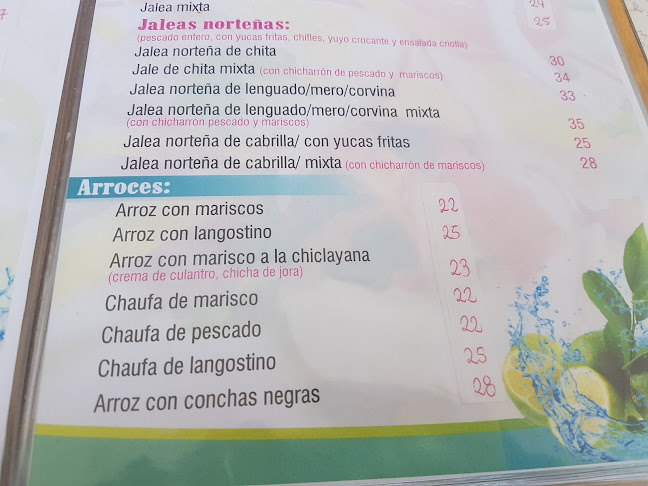 7
Jalea mixta 24
Jaleas norteñas: 25
(pescado entero, con yucas fritas, chifles, yuyo crocante y ensalada criolla)
Jalea norteña de chita 30
Jale de chita mixta (con chicharrón de pescado y mariscos) 34
Jalea norteña de lenguado/mero/corvina 33
Jalea norteña de lenguado/mero/corvina mixta
(con chicharrón pescado y mariscos) 35
Jalea norteña de cabrilla/ con yucas fritas 25
Jalea norteña de cabrilla/ mixta (con chicharrón de mariscos) 28
Arroces:
Arroz con mariscos 22
Arroz con langostino 25
Arroz con marisco a la chiclayana
(crema de culantro, chicha de jora) 23
Chaufa de marisco 22
Chaufa de pescado 22
Chaufa de langostino 25
Arroz con conchas negras 28